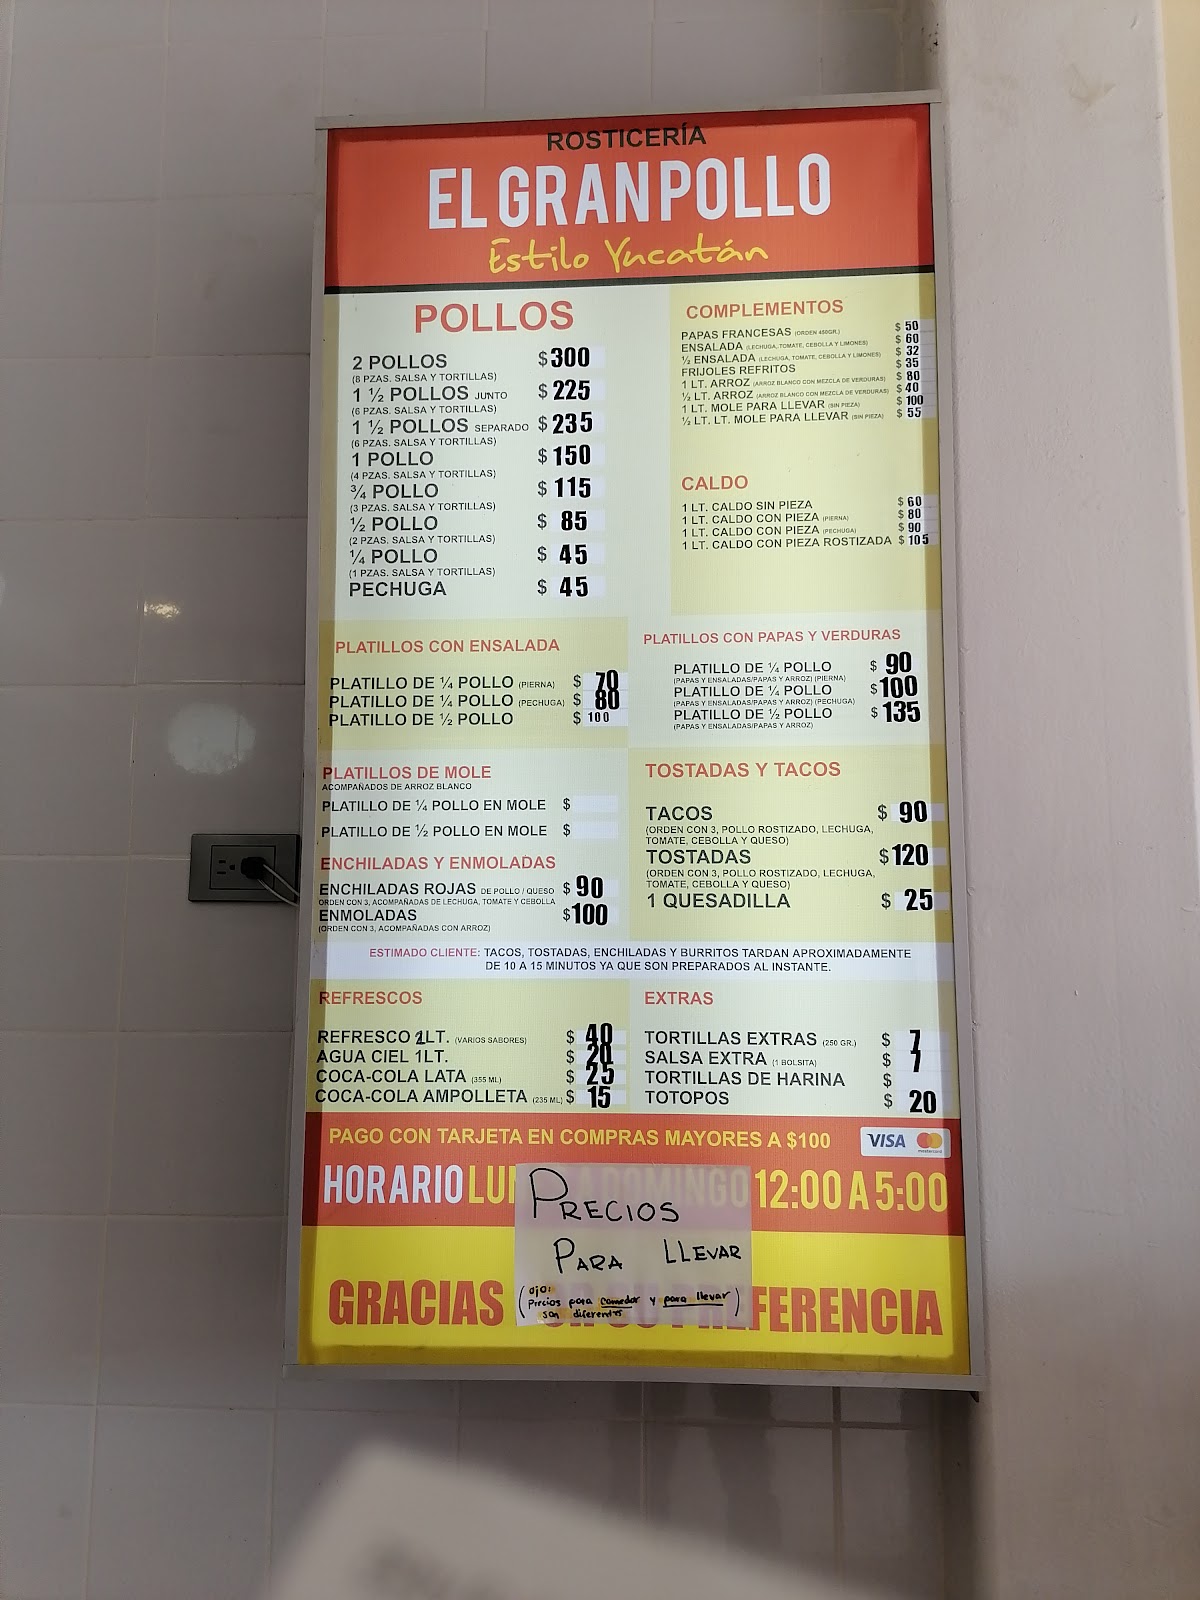 ROSTICERÍA
EL GRAN POLLO
Estilo Yucatán
POLLOS
2 POLLOS $ 300
(8 PZAS. SALSA Y TORTILLAS)
1 ½ POLLOS JUNTO $ 225
(6 PZAS. SALSA Y TORTILLAS)
1 ½ POLLOS SEPARADO $ 235
(6 PZAS. SALSA Y TORTILLAS)
1 POLLO $ 150
(4 PZAS. SALSA Y TORTILLAS)
¾ POLLO $ 115
(3 PZAS. SALSA Y TORTILLAS)
½ POLLO $ 85
(2 PZAS. SALSA Y TORTILLAS)
¼ POLLO $ 45
(1 PZAS. SALSA Y TORTILLAS)
PECHUGA $ 45
COMPLEMENTOS
PAPAS FRANCESAS (ORDEN 450GR.) $ 50
ENSALADA (LECHUGA, TOMATE, CEBOLLA Y LIMONES) $ 60
½ ENSALADA (LECHUGA, TOMATE, CEBOLLA Y LIMONES) $ 32
FRIJOLES REFRITOS $ 35
1 LT. ARROZ (ARROZ BLANCO CON MEZCLA DE VERDURAS) $ 80
½ LT. ARROZ (ARROZ BLANCO CON MEZCLA DE VERDURAS) $ 40
1 LT. MOLE PARA LLEVAR (SIN PIEZA) $ 100
½ LT. LT. MOLE PARA LLEVAR (SIN PIEZA) $ 55
CALDO
1 LT. CALDO SIN PIEZA $ 60
1 LT. CALDO CON PIEZA (PIERNA) $ 80
1 LT. CALDO CON PIEZA (PECHUGA) $ 90
1 LT. CALDO CON PIEZA ROSTIZADA $ 105
PLATILLOS CON ENSALADA
PLATILLO DE ¼ POLLO (PIERNA) $ 70
PLATILLO DE ¼ POLLO (PECHUGA) $ 80
PLATILLO DE ½ POLLO $ 100
PLATILLOS CON PAPAS Y VERDURAS
PLATILLO DE ¼ POLLO $ 90
(PAPAS Y ENSALADAS/PAPAS Y ARROZ) (PIERNA)
PLATILLO DE ¼ POLLO $ 100
(PAPAS Y ENSALADAS/PAPAS Y ARROZ) (PECHUGA)
PLATILLO DE ½ POLLO $ 135
(PAPAS Y ENSALADAS/PAPAS Y ARROZ)
PLATILLOS DE MOLE
ACOMPAÑADOS DE ARROZ BLANCO
PLATILLO DE ¼ POLLO EN MOLE $
PLATILLO DE ½ POLLO EN MOLE $
ENCHILADAS Y ENMOLADAS
ENCHILADAS ROJAS DE POLLO / QUESO $ 90
ORDEN CON 3, ACOMPAÑADAS DE LECHUGA, TOMATE Y CEBOLLA
ENMOLADAS $ 100
(ORDEN CON 3, ACOMPAÑADAS CON ARROZ)
TOSTADAS Y TACOS
TACOS $ 90
(ORDEN CON 3, POLLO ROSTIZADO, LECHUGA,
TOMATE, CEBOLLA Y QUESO)
TOSTADAS $ 120
(ORDEN CON 3, POLLO ROSTIZADO, LECHUGA,
TOMATE, CEBOLLA Y QUESO)
1 QUESADILLA $ 25
ESTIMADO CLIENTE: TACOS, TOSTADAS, ENCHILADAS Y BURRITOS TARDAN APROXIMADAMENTE
DE 10 A 15 MINUTOS YA QUE SON PREPARADOS AL INSTANTE.
REFRESCOS
REFRESCO 2LT. (VARIOS SABORES) $ 40
AGUA CIEL 1LT. $ 20
COCA-COLA LATA (355 ML) $ 25
COCA-COLA AMPOLLETA (235 ML) $ 15
EXTRAS
TORTILLAS EXTRAS (250 GR.) $ 7
SALSA EXTRA (1 BOLSITA) $ 7
TORTILLAS DE HARINA $
TOTOPOS $ 20
PAGO CON TARJETA EN COMPRAS MAYORES A $100
VISA
mastercard
HORARIO LUN A DOMINGO 12:00 A 5:00
PRECIOS
PARA LLEVAR
(Ojo:
Precios para comedor y para llevar
son diferentes)
GRACIAS POR SU PREFERENCIA